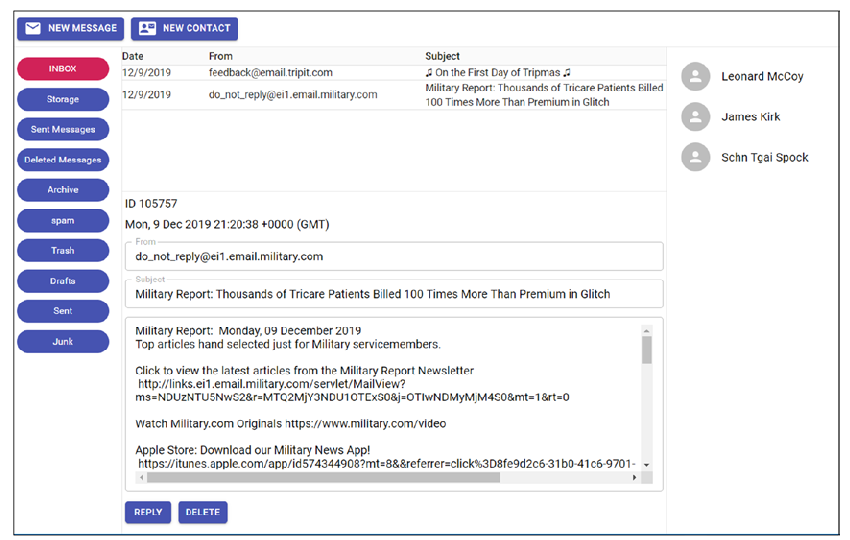 NEW MESSAGE
NEW CONTACT
INBOX
Storage
Sent Messages
Deleted Messages
Archive
spam
Trash
Drafts
Sent
Junk
Date From Subject
12/9/2019 feedback@email.tripit.com ♫ On the First Day of Tripmas ♫
12/9/2019 do_not_reply@ei1.email.military.com Military Report: Thousands of Tricare Patients Billed
100 Times More Than Premium in Glitch
ID 105757
Mon, 9 Dec 2019 21:20:38 +0000 (GMT)
From
do_not_reply@ei1.email.military.com
Subject
Military Report: Thousands of Tricare Patients Billed 100 Times More Than Premium in Glitch
Military Report: Monday, 09 December 2019
Top articles hand selected just for Military servicemembers.
Click to view the latest articles from the Military Report Newsletter
http://links.ei1.email.military.com/servlet/MailView?
ms=NDUzNTU5NwS2&r=MTQ2MjY3NDU1OTExS0&j=OTIwNDMyMjM4S0&mt=1&rt=0
Watch Military.com Originals https://www.military.com/video
Apple Store: Download our Military News App!
https://itunes.apple.com/app/id574344908?mt=8&&referrer=click%3D8fe9d2c6-31b0-41c6-9701-
REPLY
DELETE
Leonard McCoy
James Kirk
Schn Tgai Spock